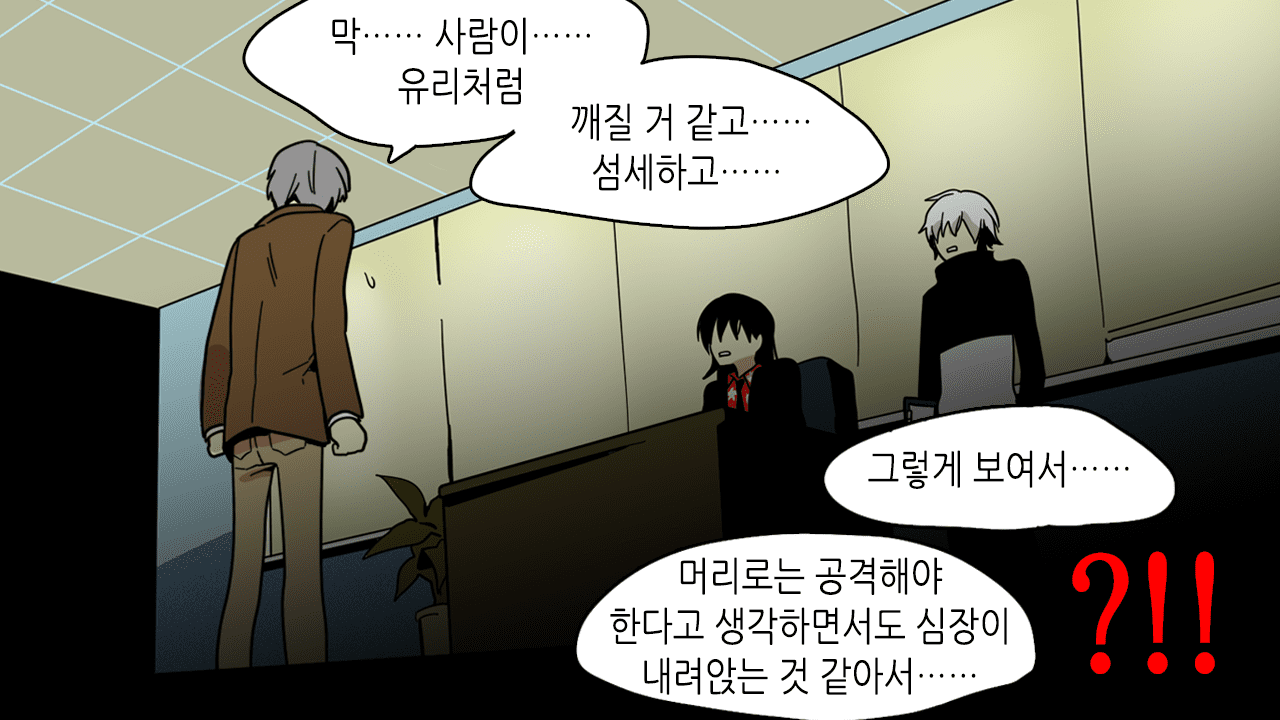 막…… 사람이……
유리처럼
깨질 거 같고……
섬세하고……
그렇게 보여서……
머리로는 공격해야
한다고 생각하면서도 심장이
내려앉는 것 같아서……
?!!